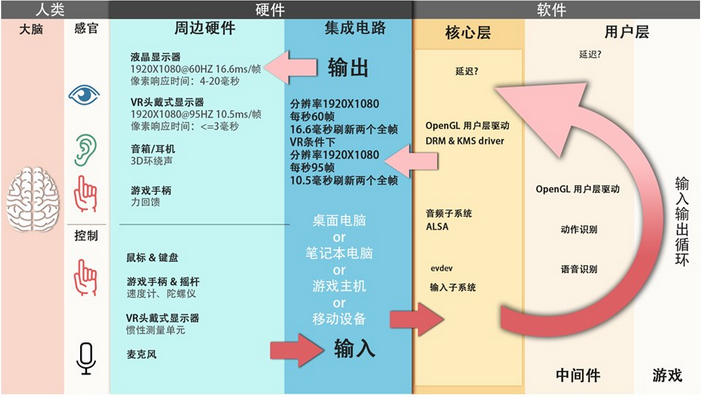 人类
硬件
软件
大脑
感官
周边硬件
集成电路
核心层
用户层
液晶显示器
1920X1080@60HZ 16.6ms/帧
像素响应时间：4-20毫秒
VR头戴式显示器
1920X1080@95HZ 10.5ms/帧
像素响应时间：<=3毫秒
音箱/耳机
3D环绕声
游戏手柄
力回馈
控制
鼠标 & 键盘
游戏手柄 & 摇杆
速度计、陀螺仪
VR头戴式显示器
惯性测量单元
麦克风
输出
分辨率1920X1080
每秒60帧
16.6毫秒刷新两个全帧
VR条件下
分辨率1920X1080
每秒95帧
10.5毫秒刷新两个全帧
桌面电脑
or
笔记本电脑
or
游戏主机
or
移动设备
输入
延迟?
OpenGL 用户层驱动
DRM & KMS driver
音频子系统
ALSA
evdev
输入子系统
延迟?
OpenGL 用户层驱动
动作识别
语音识别
中间件
输入输出循环
游戏